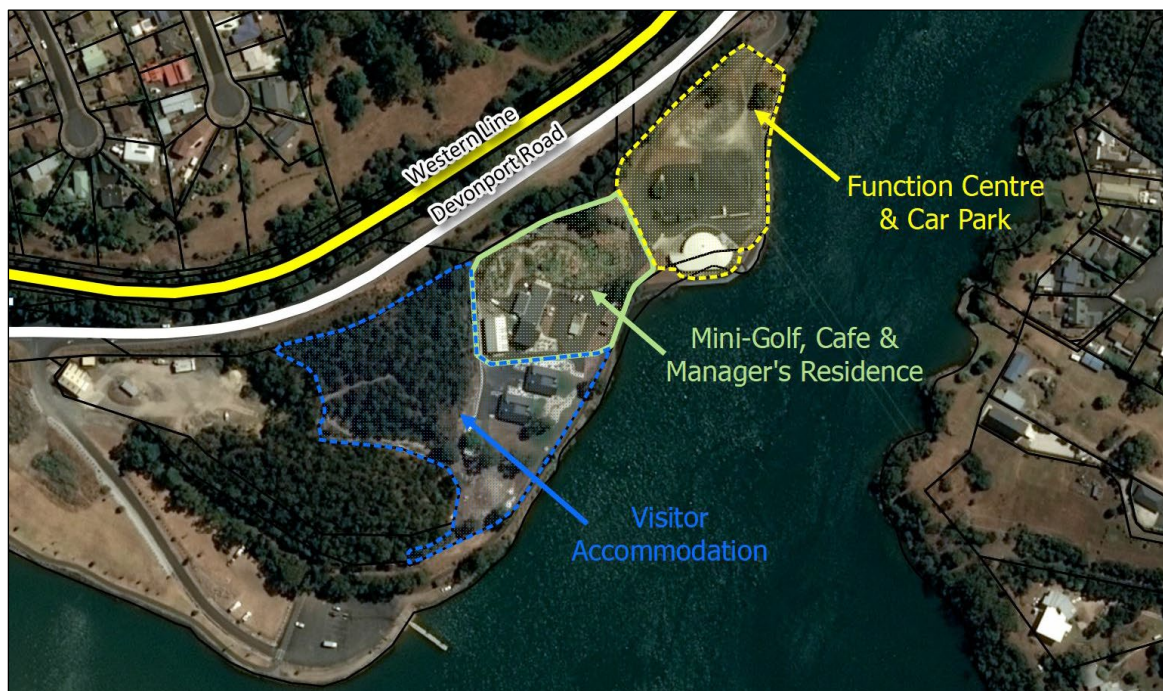 Western Line
Devonport Road
Function Centre
& Car Park
Mini-Golf, Cafe &
Manager's Residence
Visitor
Accommodation